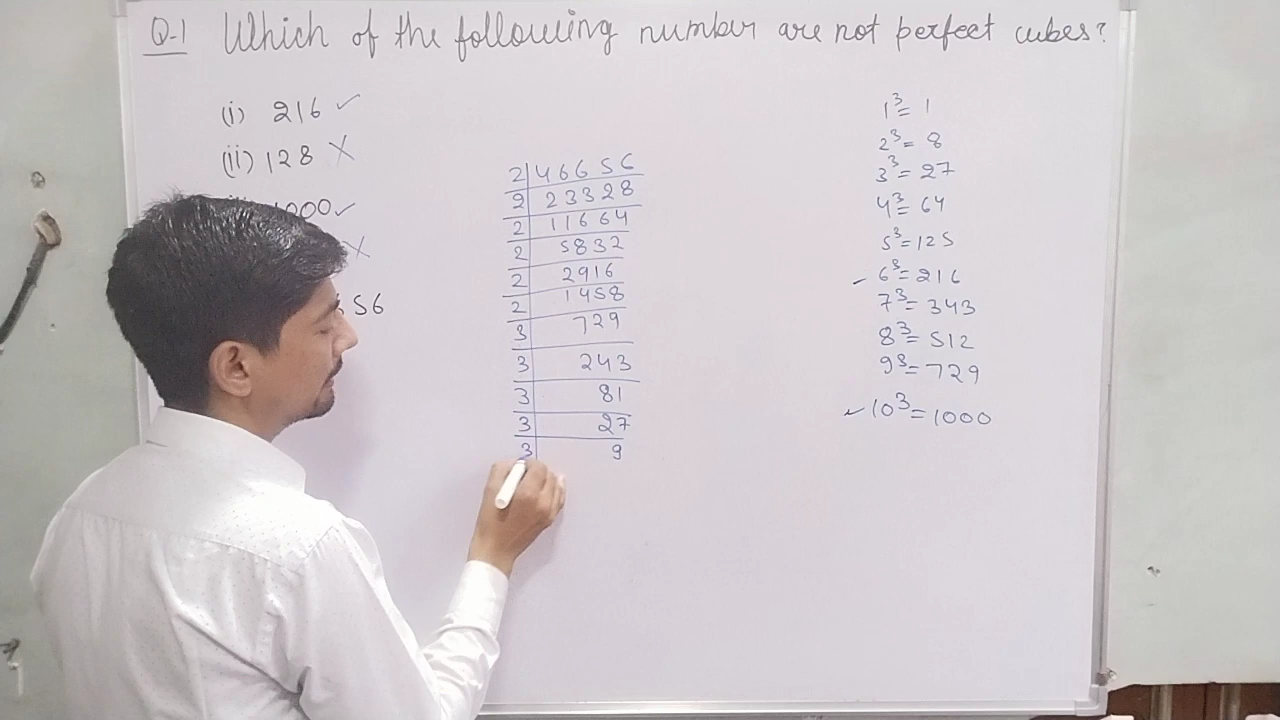 Q.1 Which of the following number are not perfect cubes?
(i) 216 ✓
(ii) 128 X
1000 ✓
X
56
2 | 46656
2 | 23328
2 | 11664
2 | 5832
2 | 2916
2 | 1458
3 | 729
3 | 243
3 | 81
3 | 27
3 | 9
1³ = 1
2³ = 8
3³ = 27
4³ = 64
5³ = 125
✓ 6³ = 216
7³ = 343
8³ = 512
9³ = 729
✓ 10³ = 1000